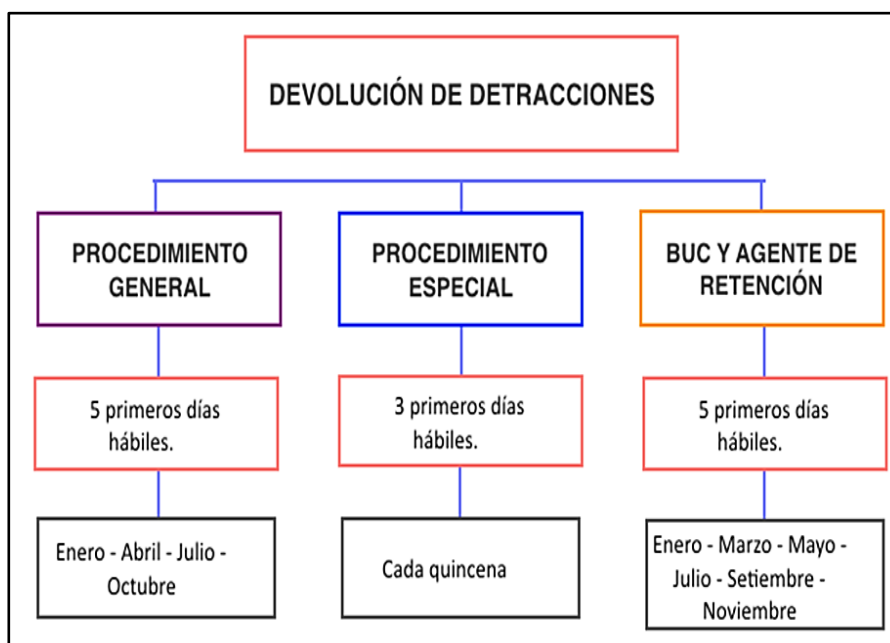 DEVOLUCIÓN DE DETRACCIONES
PROCEDIMIENTO
GENERAL
PROCEDIMIENTO
ESPECIAL
BUC Y AGENTE DE
RETENCIÓN
5 primeros días
hábiles.
3 primeros días
hábiles.
5 primeros días
hábiles.
Enero - Abril - Julio -
Octubre
Cada quincena
Enero - Marzo - Mayo -
Julio - Setiembre -
Noviembre